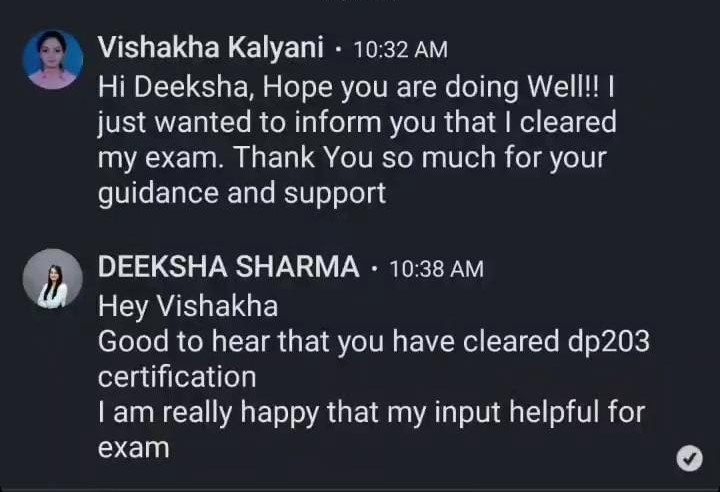 Vishakha Kalyani • 10:32 AM
Hi Deeksha, Hope you are doing Well!! I
just wanted to inform you that I cleared
my exam. Thank You so much for your
guidance and support
DEEKSHA SHARMA • 10:38 AM
Hey Vishakha
Good to hear that you have cleared dp203
certification
I am really happy that my input helpful for
exam